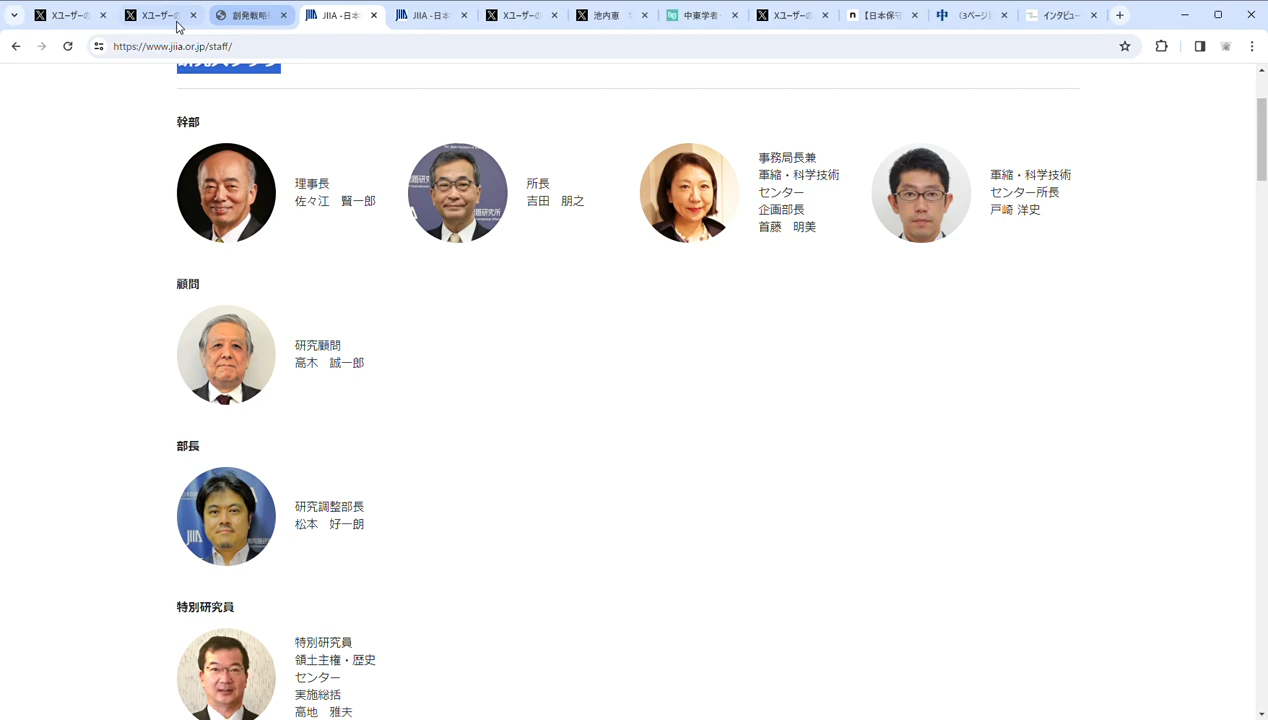 Xユーザーの
Xユーザーの
創発戦略
JIIA -日本
JIIA -日本
Xユーザーの
池内恵
中東学者
Xユーザーの
【日本保守
(3ページ
インタビュー
https://www.jiia.or.jp/staff/
幹部
理事長
佐々江　賢一郎
所長
吉田　朋之
事務局長兼
軍縮・科学技術
センター
企画部長
首藤　明美
軍縮・科学技術
センター所長
戸崎 洋史
顧問
研究顧問
高木　誠一郎
部長
JIIA
研究調整部長
松本　好一朗
特別研究員
特別研究員
領土主権・歴史
センター
実施総括
高地　雅夫